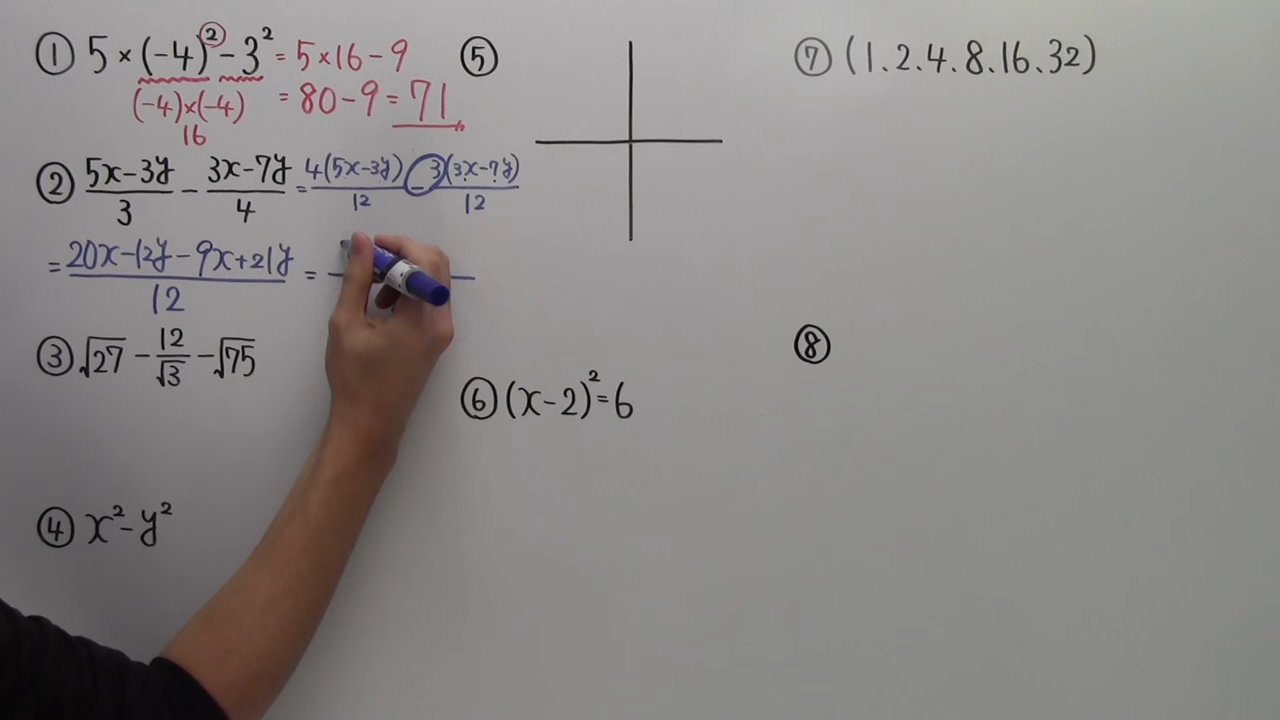 ① 5×(-4)²-3² = 5×16-9
(-4)×(-4) = 80-9 = 71
16
② (5x-3y)/3 - (3x-7y)/4 = 4(5x-3y)/12 - 3(3x-7y)/12
= (20x-12y-9x+21y)/12 =
③ √27 - 12/√3 - √75
④ x²-y²
⑤
⑥ (x-2)²=6
⑦ (1.2.4.8.16.32)
⑧